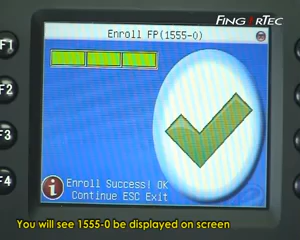 FINGERTEC
Enroll FP(1555-0)
F1
F2
F3
F4
Enroll Success! OK
Continue ESC Exit
You will see 1555-0 be displayed on screen